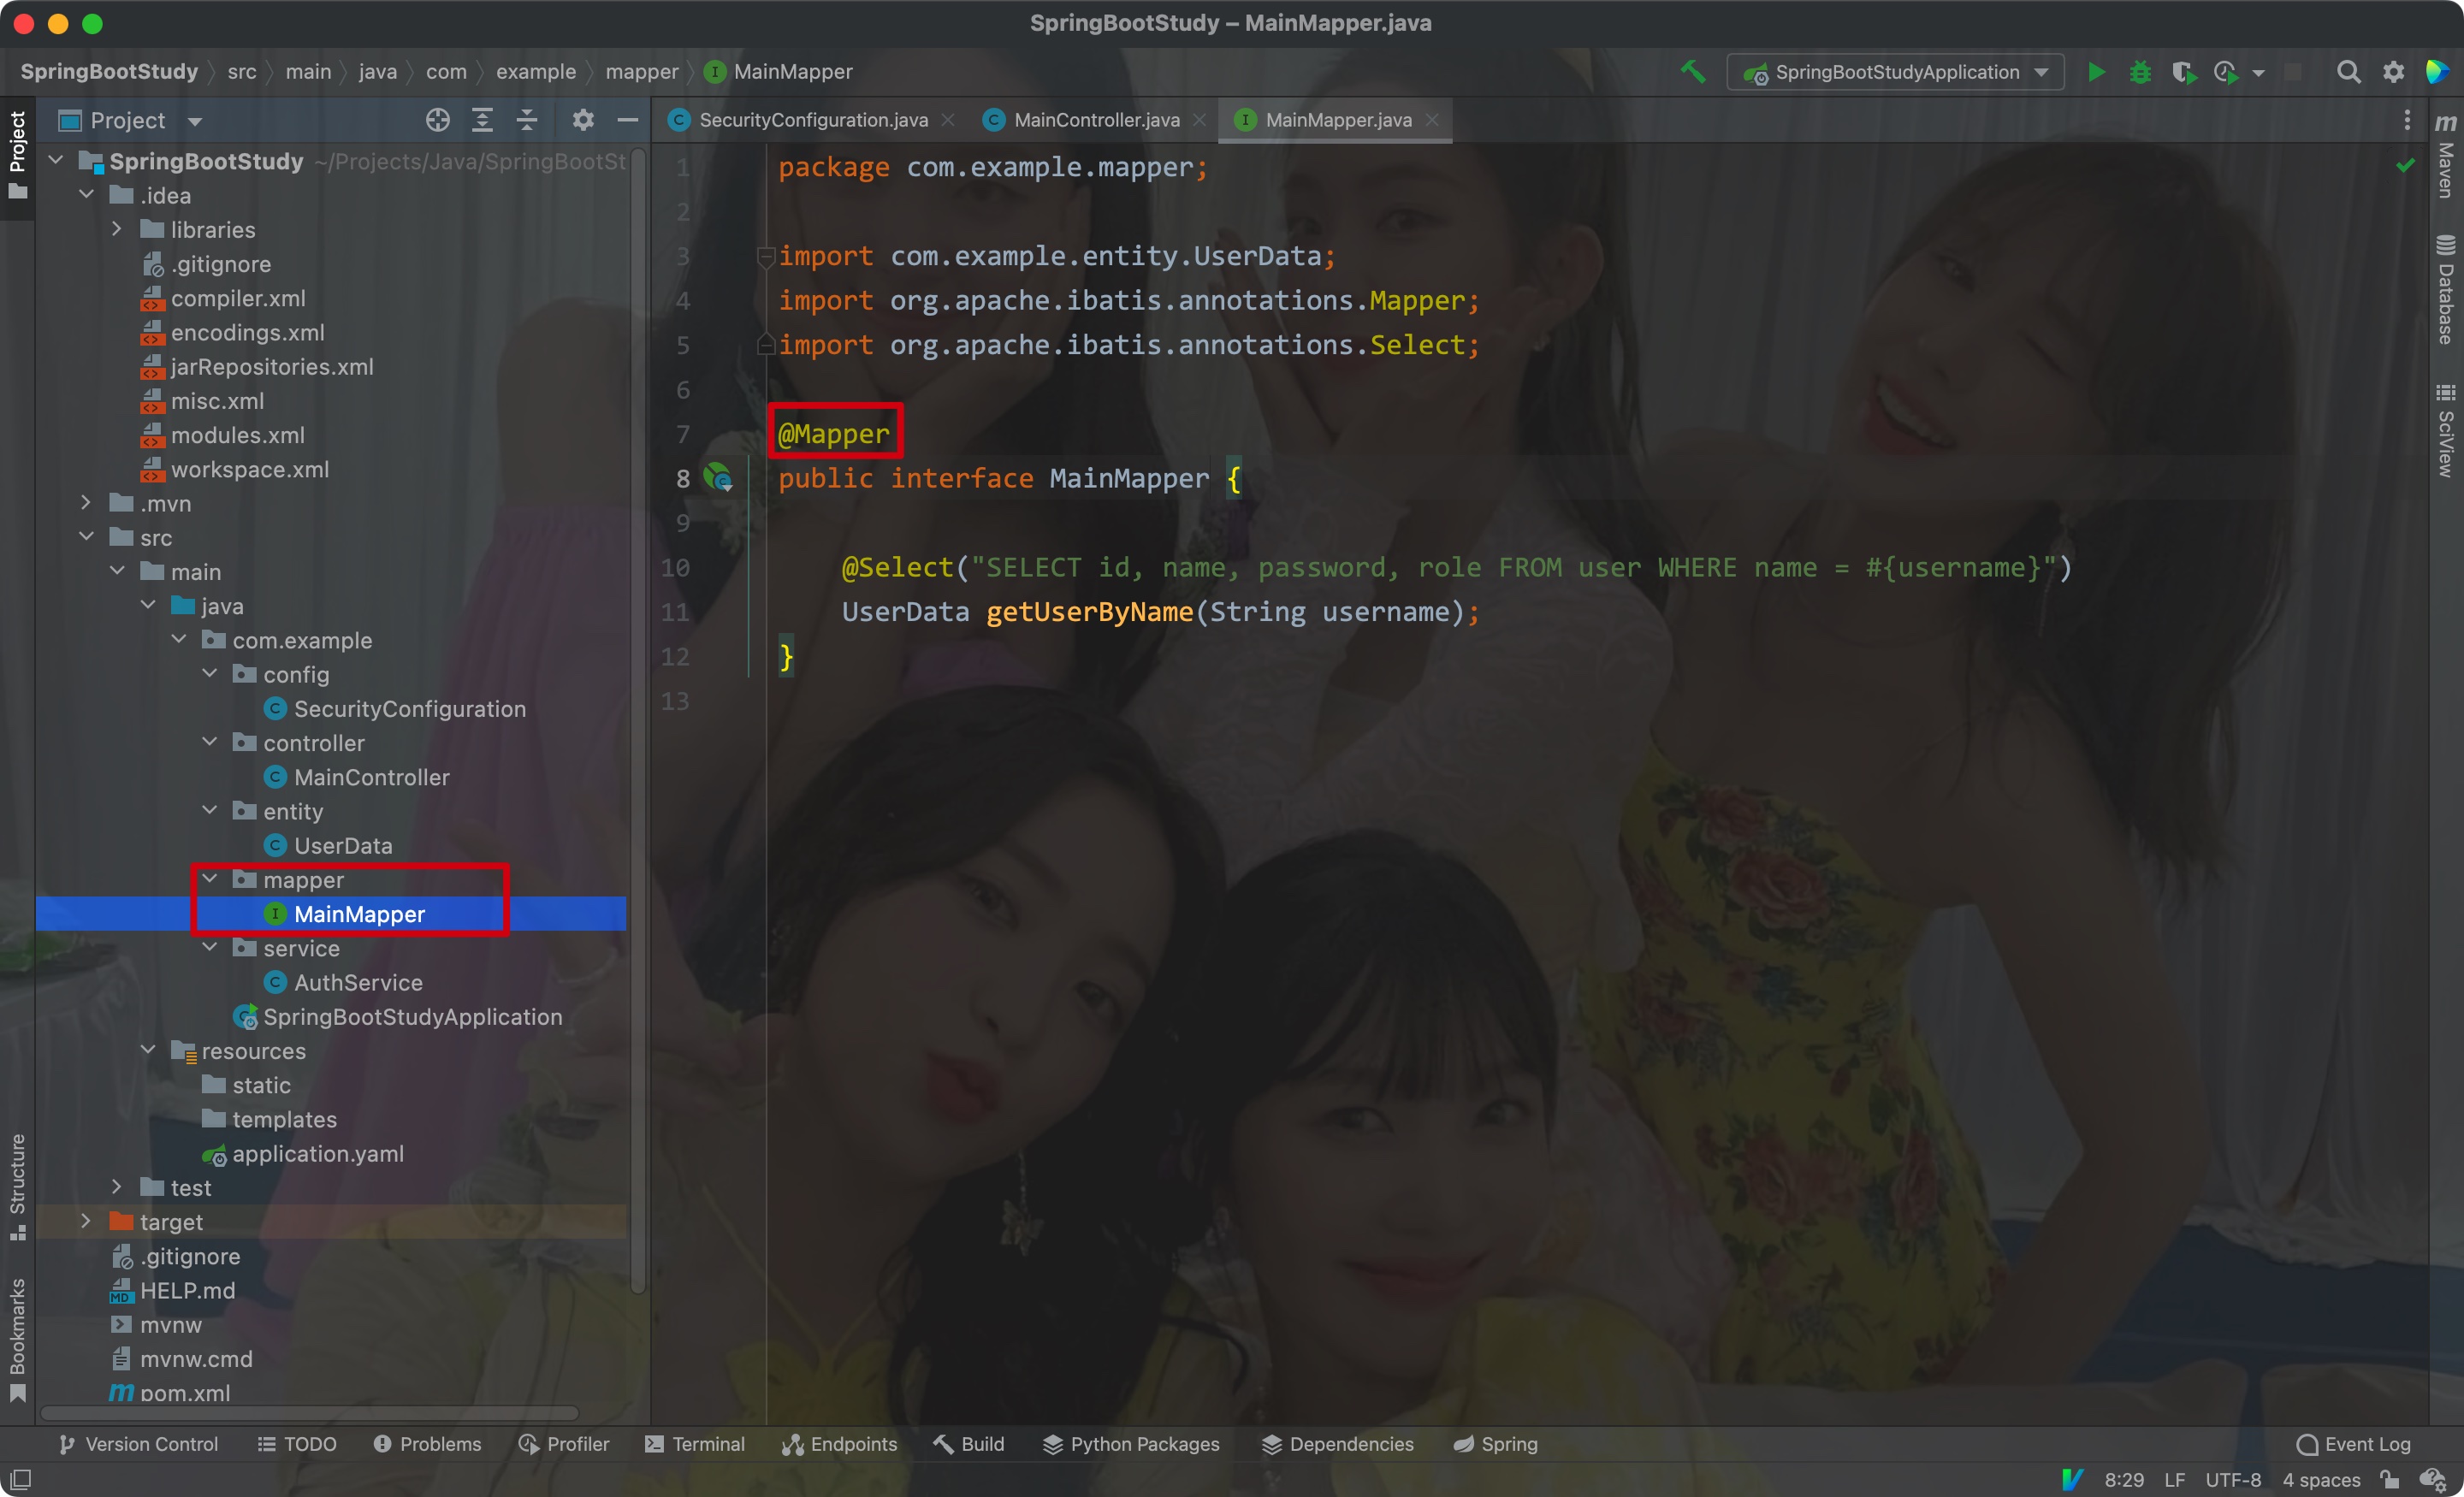 SpringBootStudy – MainMapper.java
SpringBootStudy src main java com example mapper I MainMapper
SpringBootStudyApplication
Project
C SecurityConfiguration.java
C MainController.java
I MainMapper.java
Project
Structure
Bookmarks
SpringBootStudy ~/Projects/Java/SpringBootSt
.idea
libraries
.gitignore
compiler.xml
encodings.xml
jarRepositories.xml
misc.xml
modules.xml
workspace.xml
.mvn
src
main
java
com.example
config
C SecurityConfiguration
controller
C MainController
entity
C UserData
mapper
I MainMapper
service
C AuthService
SpringBootStudyApplication
resources
static
templates
application.yaml
test
target
.gitignore
MD HELP.md
mvnw
mvnw.cmd
m pom.xml
1 package com.example.mapper;
2
3 import com.example.entity.UserData;
4 import org.apache.ibatis.annotations.Mapper;
5 import org.apache.ibatis.annotations.Select;
6
7 @Mapper
8 public interface MainMapper {
9
10 @Select("SELECT id, name, password, role FROM user WHERE name = #{username}")
11 UserData getUserByName(String username);
12 }
13
m Maven
Database
SciView
Version Control TODO Problems Profiler Terminal Endpoints Build Python Packages Dependencies Spring Event Log
8:29 LF UTF-8 4 spaces